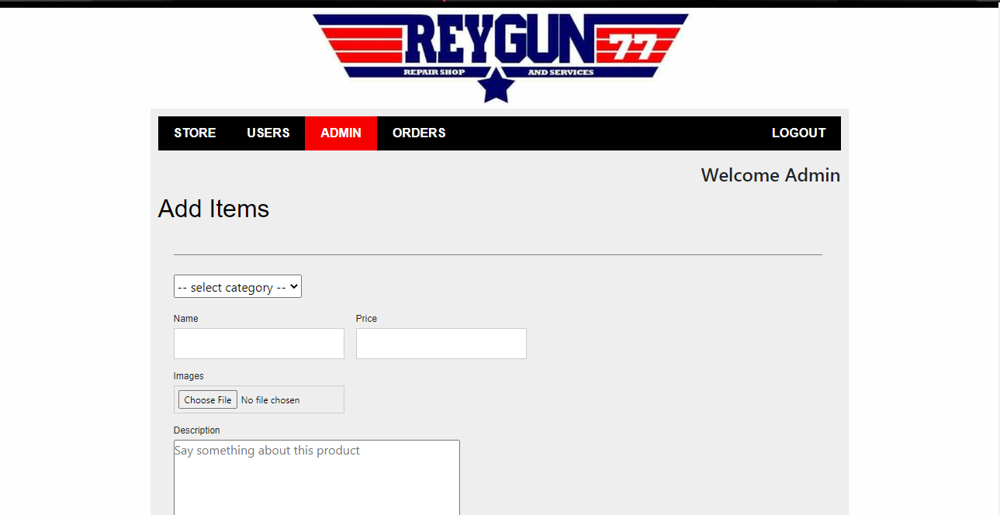 REYGUN 77
REPAIR SHOP AND SERVICES
STORE USERS ADMIN ORDERS LOGOUT
Welcome Admin
Add Items
-- select category --
Name Price
Images
Choose File No file chosen
Description
Say something about this product